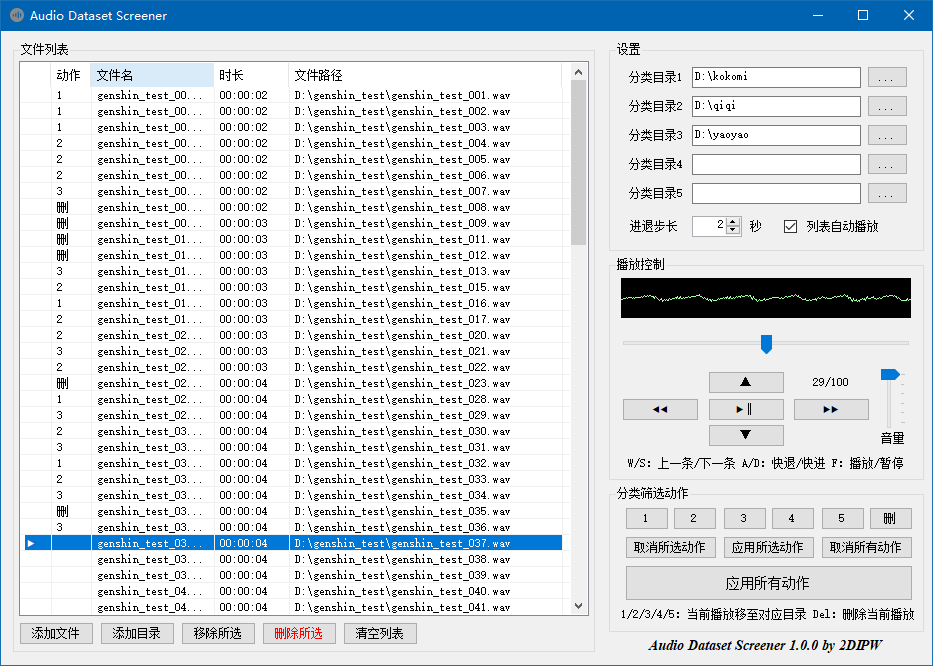 Audio Dataset Screener
文件列表
动作 文件名 时长 文件路径
1 genshin_test_00... 00:00:02 D:\genshin_test\genshin_test_001.wav
1 genshin_test_00... 00:00:02 D:\genshin_test\genshin_test_002.wav
1 genshin_test_00... 00:00:02 D:\genshin_test\genshin_test_003.wav
2 genshin_test_00... 00:00:02 D:\genshin_test\genshin_test_004.wav
2 genshin_test_00... 00:00:02 D:\genshin_test\genshin_test_005.wav
2 genshin_test_00... 00:00:02 D:\genshin_test\genshin_test_006.wav
3 genshin_test_00... 00:00:02 D:\genshin_test\genshin_test_007.wav
删 genshin_test_00... 00:00:02 D:\genshin_test\genshin_test_008.wav
删 genshin_test_00... 00:00:03 D:\genshin_test\genshin_test_009.wav
删 genshin_test_01... 00:00:03 D:\genshin_test\genshin_test_011.wav
删 genshin_test_01... 00:00:03 D:\genshin_test\genshin_test_012.wav
3 genshin_test_01... 00:00:03 D:\genshin_test\genshin_test_013.wav
2 genshin_test_01... 00:00:03 D:\genshin_test\genshin_test_015.wav
1 genshin_test_01... 00:00:03 D:\genshin_test\genshin_test_016.wav
2 genshin_test_01... 00:00:03 D:\genshin_test\genshin_test_017.wav
2 genshin_test_02... 00:00:03 D:\genshin_test\genshin_test_020.wav
3 genshin_test_02... 00:00:03 D:\genshin_test\genshin_test_021.wav
2 genshin_test_02... 00:00:03 D:\genshin_test\genshin_test_022.wav
删 genshin_test_02... 00:00:04 D:\genshin_test\genshin_test_023.wav
1 genshin_test_02... 00:00:04 D:\genshin_test\genshin_test_028.wav
3 genshin_test_02... 00:00:04 D:\genshin_test\genshin_test_029.wav
2 genshin_test_03... 00:00:04 D:\genshin_test\genshin_test_030.wav
3 genshin_test_03... 00:00:04 D:\genshin_test\genshin_test_031.wav
1 genshin_test_03... 00:00:04 D:\genshin_test\genshin_test_032.wav
2 genshin_test_03... 00:00:04 D:\genshin_test\genshin_test_033.wav
3 genshin_test_03... 00:00:04 D:\genshin_test\genshin_test_034.wav
删 genshin_test_03... 00:00:04 D:\genshin_test\genshin_test_035.wav
3 genshin_test_03... 00:00:04 D:\genshin_test\genshin_test_036.wav
genshin_test_03... 00:00:04 D:\genshin_test\genshin_test_037.wav
genshin_test_03... 00:00:04 D:\genshin_test\genshin_test_038.wav
genshin_test_03... 00:00:04 D:\genshin_test\genshin_test_039.wav
genshin_test_04... 00:00:04 D:\genshin_test\genshin_test_040.wav
genshin_test_04... 00:00:04 D:\genshin_test\genshin_test_041.wav
添加文件 添加目录 移除所选 删除所选 清空列表
设置
分类目录1 D:\kokomi ...
分类目录2 D:\qiqi ...
分类目录3 D:\yaoyao ...
分类目录4 ...
分类目录5 ...
进退步长 2 秒 列表自动播放
播放控制
29/100
音量
W/S: 上一条/下一条 A/D: 快退/快进 F: 播放/暂停
分类筛选动作
1 2 3 4 5 删
取消所选动作 应用所选动作 取消所有动作
应用所有动作
1/2/3/4/5: 当前播放移至对应目录 Del: 删除当前播放
Audio Dataset Screener 1.0.0 by 2DIPW